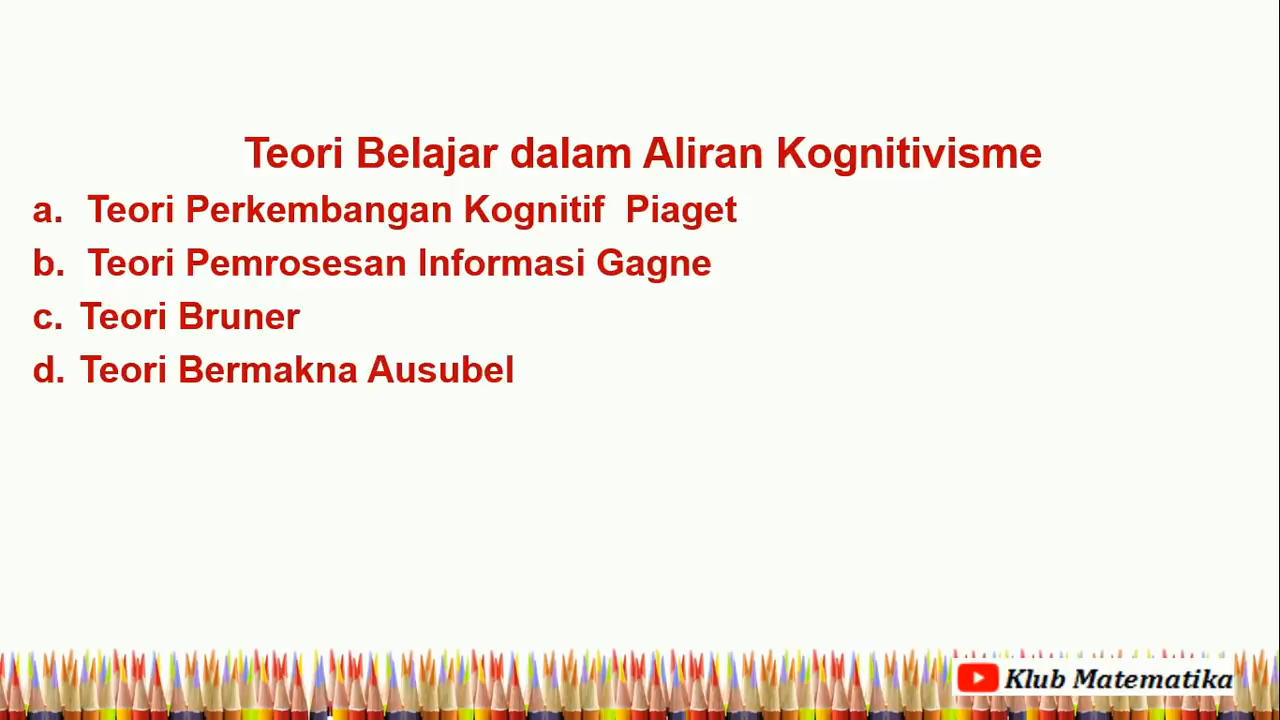 Teori Belajar dalam Aliran Kognitivisme
a. Teori Perkembangan Kognitif Piaget
b. Teori Pemrosesan Informasi Gagne
c. Teori Bruner
d. Teori Bermakna Ausubel
Klub Matematika